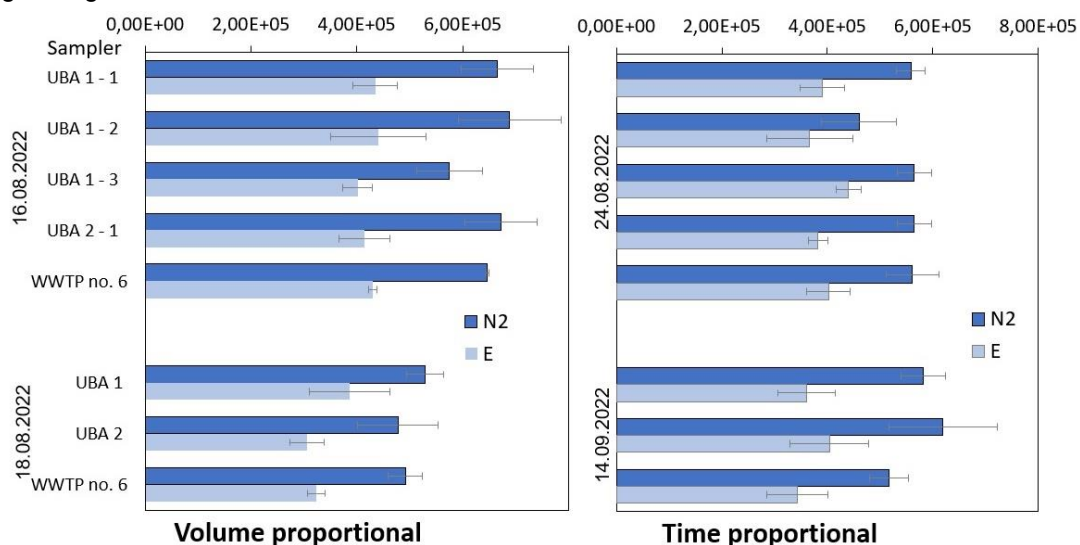 0,00E+00 2,00E+05 4,00E+05 6,00E+05
0,00E+00 2,00E+05 4,00E+05 6,00E+05 8,00E+05
Sampler
UBA 1 - 1
UBA 1 - 2
UBA 1 - 3
UBA 2 - 1
WWTP no. 6
16.08.2022
UBA 1
UBA 2
WWTP no. 6
18.08.2022
N2
E
Volume proportional
24.08.2022
14.09.2022
N2
E
Time proportional